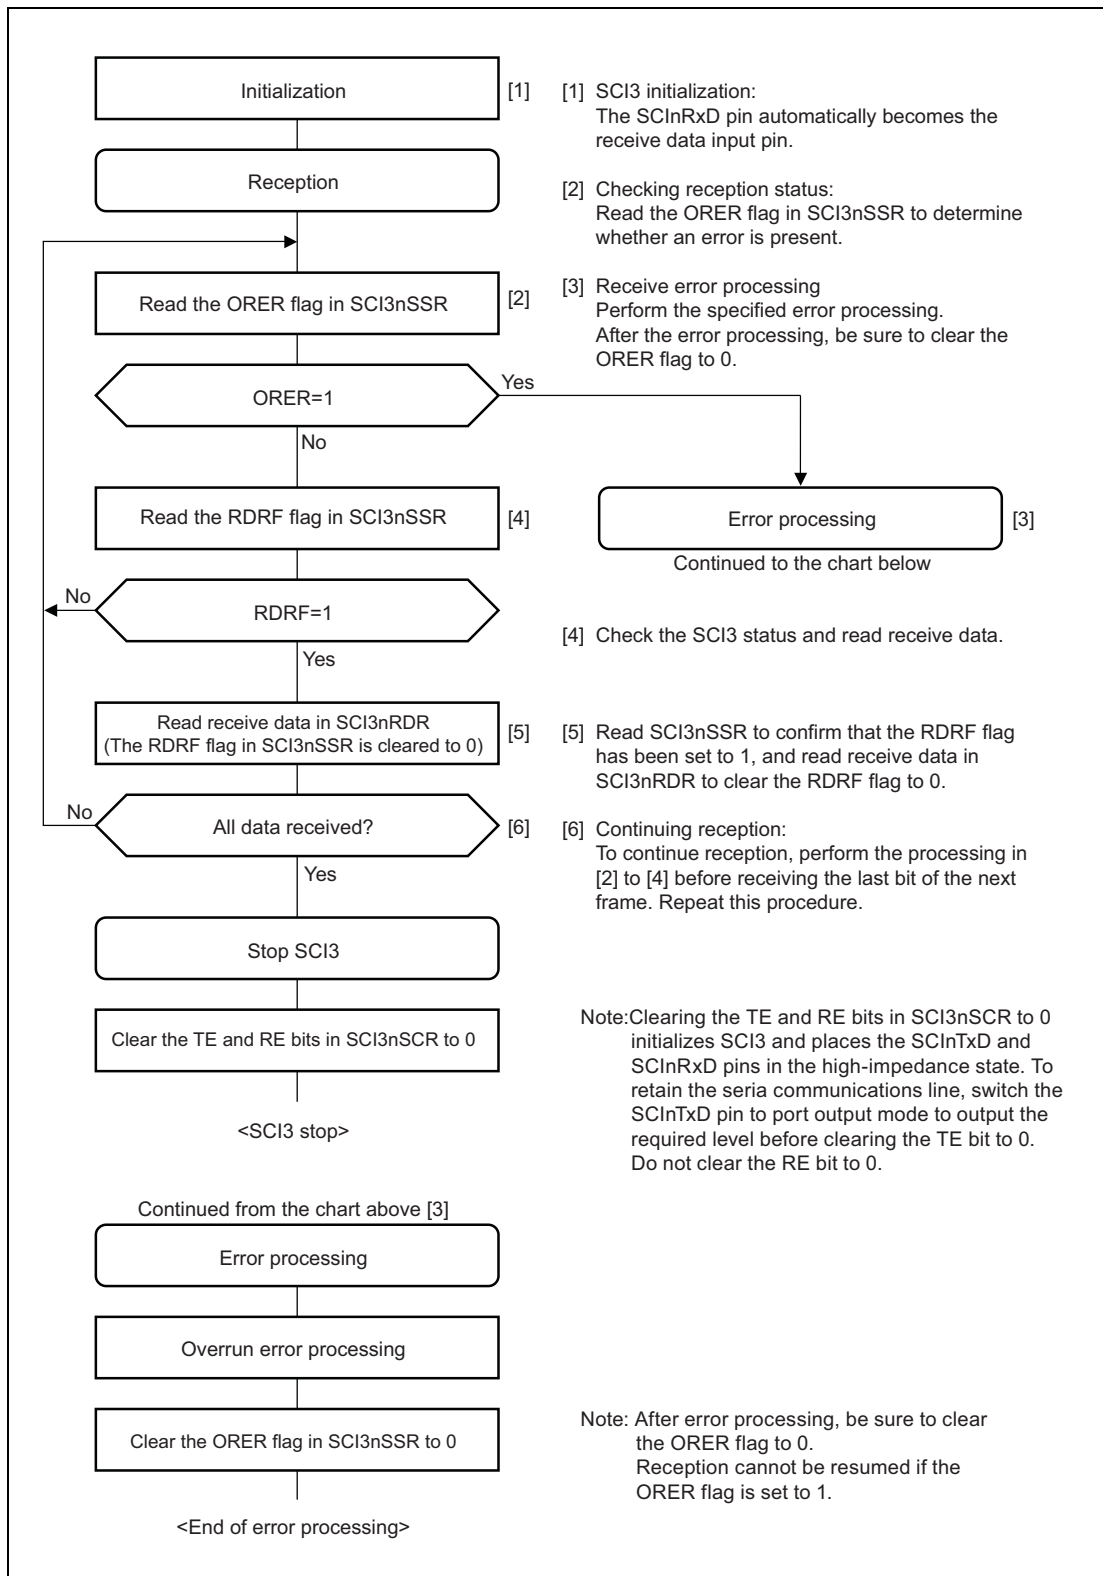 Initialization [1]
[1] SCI3 initialization:
The SCInRxD pin automatically becomes the
receive data input pin.
Reception
[2] Checking reception status:
Read the ORER flag in SCI3nSSR to determine
whether an error is present.
Read the ORER flag in SCI3nSSR [2]
[3] Receive error processing
Perform the specified error processing.
After the error processing, be sure to clear the
ORER flag to 0.
ORER=1
Yes
No
Read the RDRF flag in SCI3nSSR [4]
Error processing [3]
Continued to the chart below
No
RDRF=1
[4] Check the SCI3 status and read receive data.
Yes
Read receive data in SCI3nRDR
(The RDRF flag in SCI3nSSR is cleared to 0) [5]
[5] Read SCI3nSSR to confirm that the RDRF flag
has been set to 1, and read receive data in
SCI3nRDR to clear the RDRF flag to 0.
No
All data received? [6]
[6] Continuing reception:
To continue reception, perform the processing in
[2] to [4] before receiving the last bit of the next
frame. Repeat this procedure.
Yes
Stop SCI3
Clear the TE and RE bits in SCI3nSCR to 0
Note:Clearing the TE and RE bits in SCI3nSCR to 0
initializes SCI3 and places the SCInTxD and
SCInRxD pins in the high-impedance state. To
retain the seria communications line, switch the
SCInTxD pin to port output mode to output the
required level before clearing the TE bit to 0.
Do not clear the RE bit to 0.
<SCI3 stop>
Continued from the chart above [3]
Error processing
Overrun error processing
Clear the ORER flag in SCI3nSSR to 0
Note: After error processing, be sure to clear
the ORER flag to 0.
Reception cannot be resumed if the
ORER flag is set to 1.
<End of error processing>